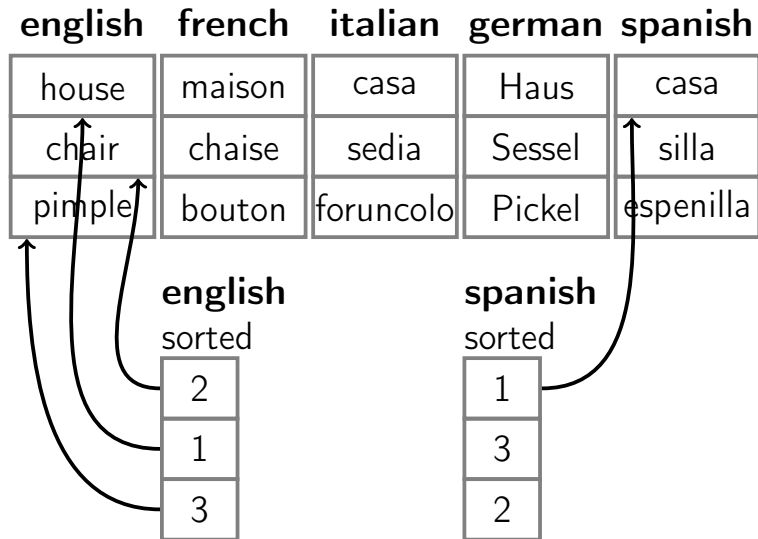 english french italian german spanish
house maison casa Haus casa
chair chaise sedia Sessel silla
pimple bouton foruncolo Pickel espenilla
english spanish
sorted sorted
2 1
1 3
3 2